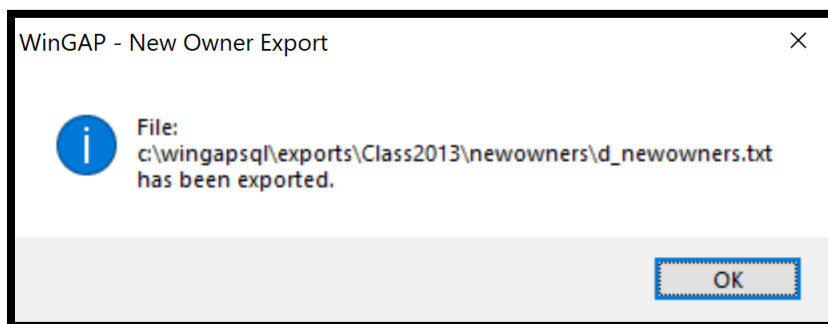 WinGAP - New Owner Export
File:
c:\wingapsql\exports\Class2013\newowners\d_newowners.txt
has been exported.
OK